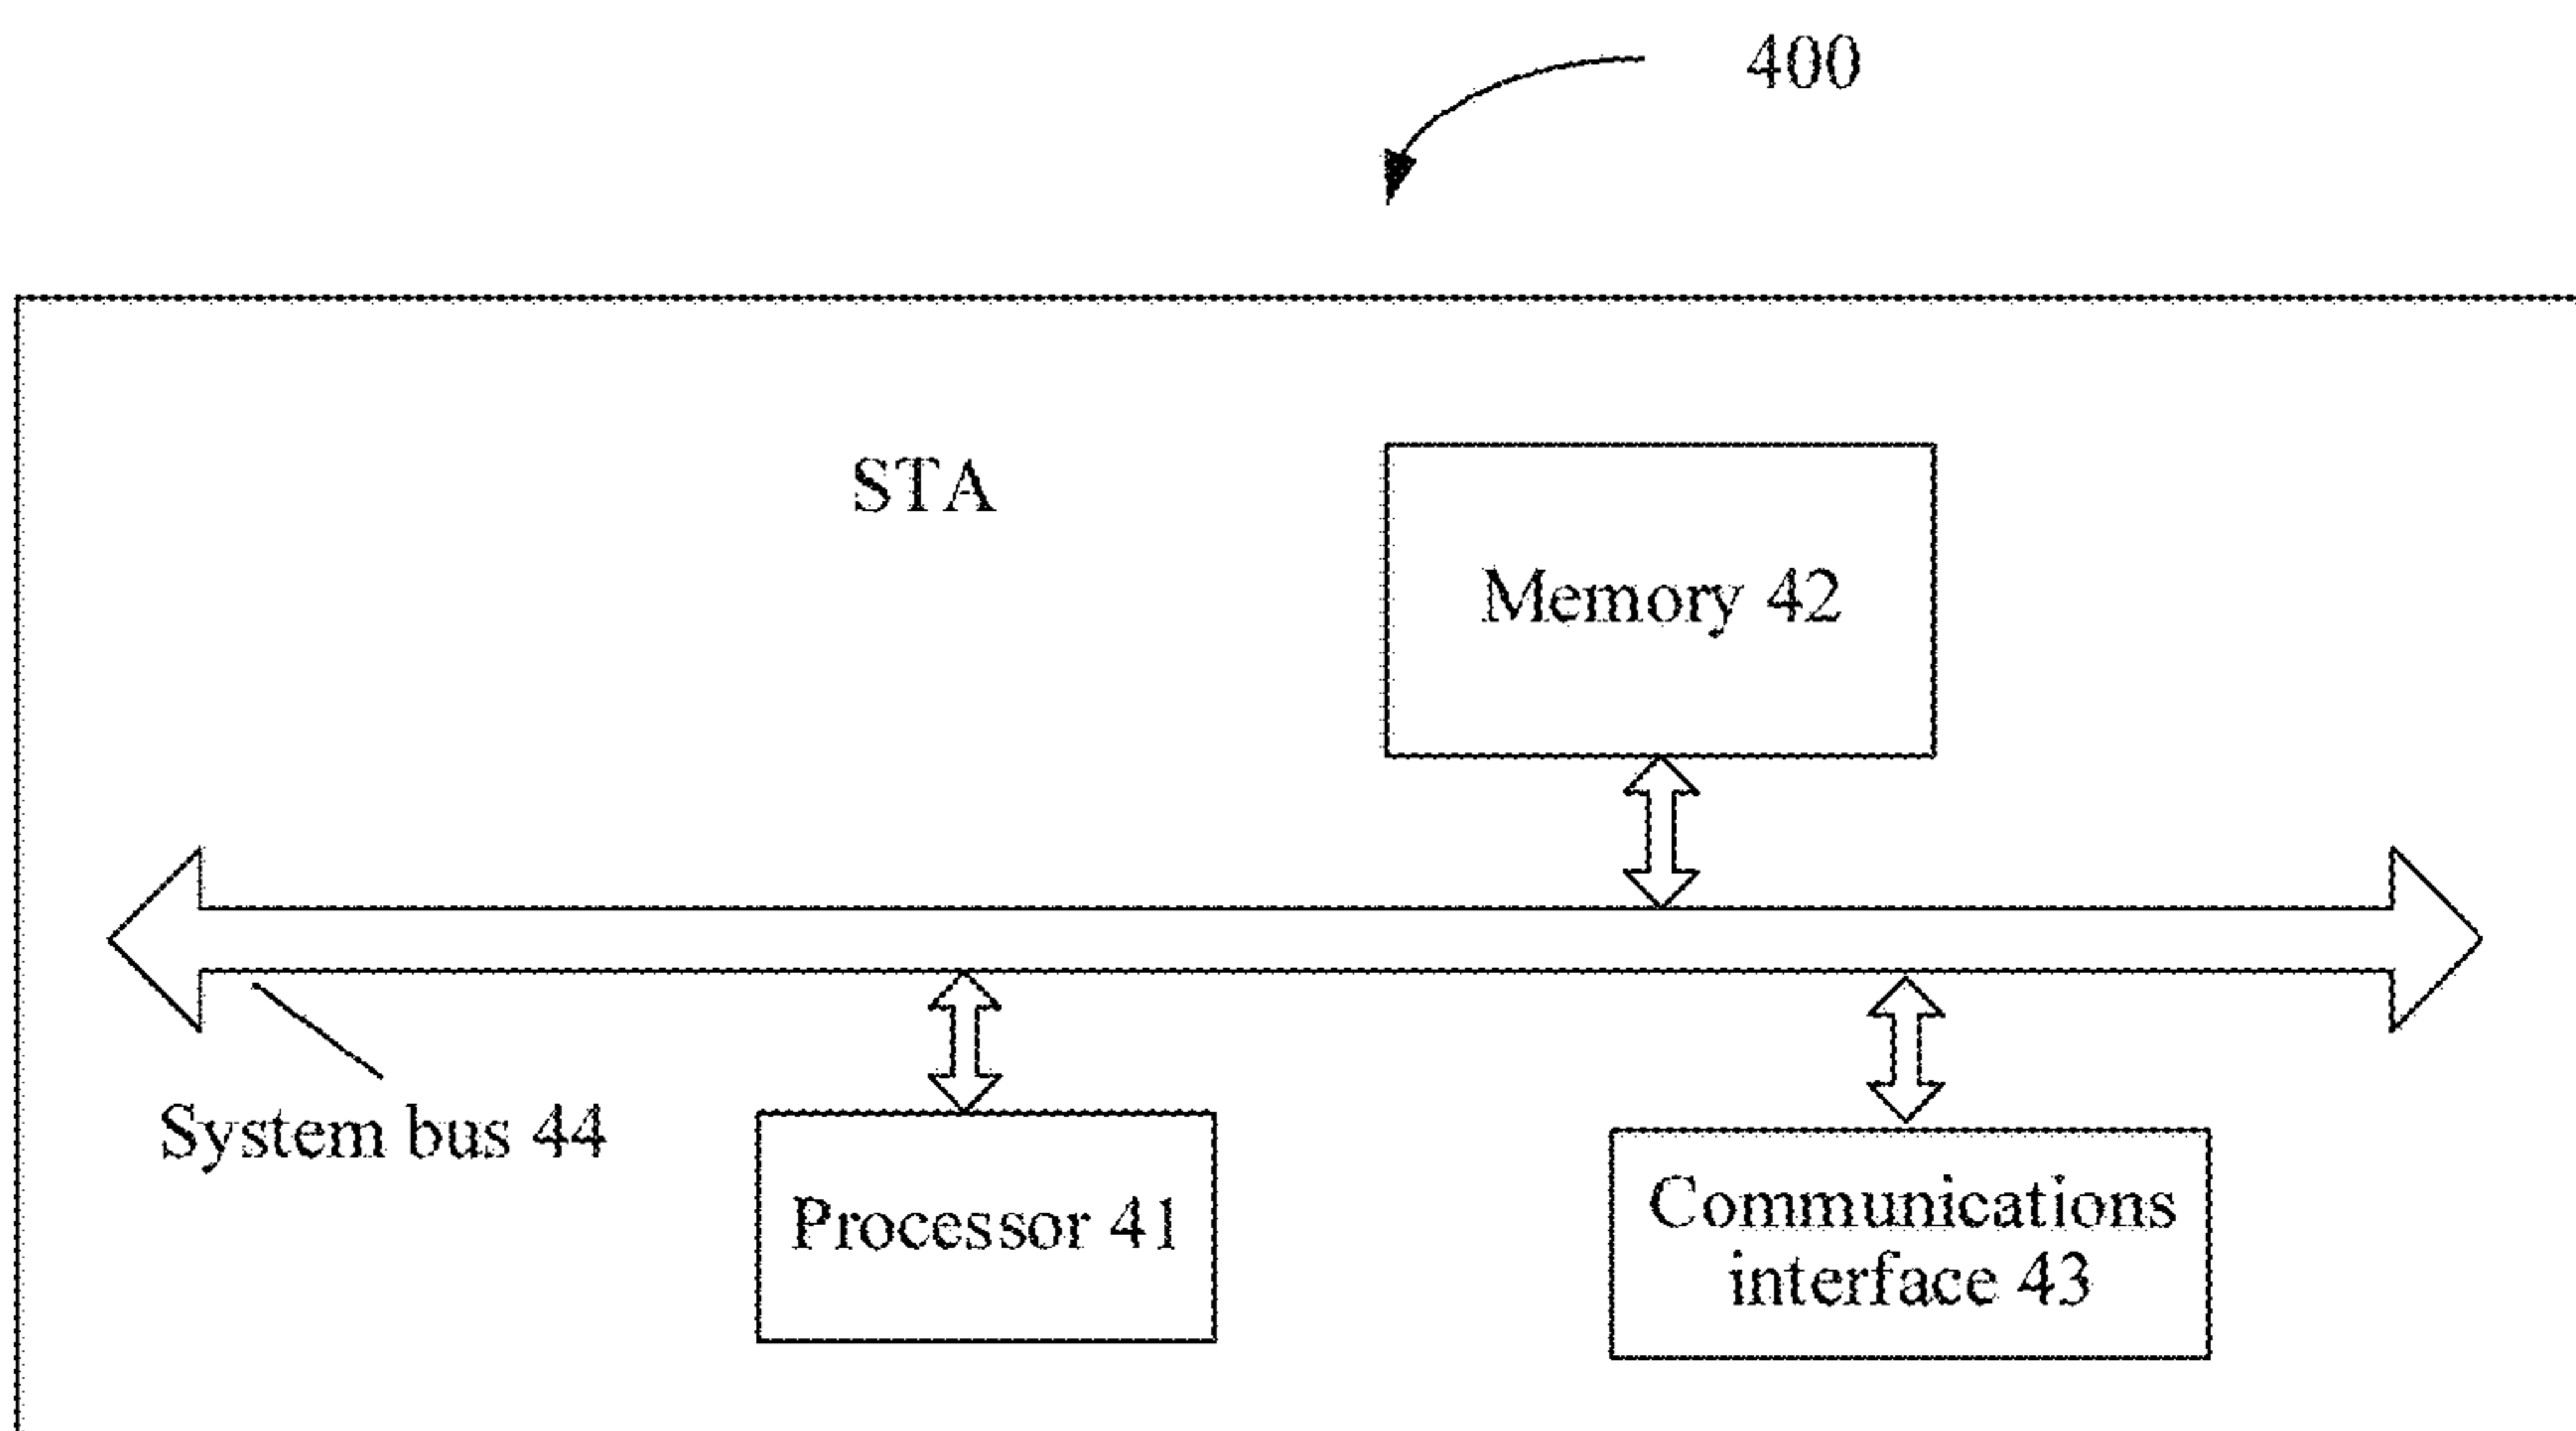 400
STA
Memory 42
System bus 44
Processor 41
Communications
interface 43